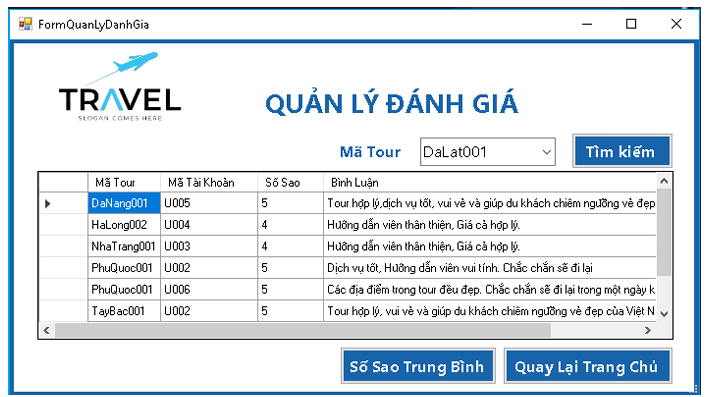 FormQuanLyDanhGia
TRAVEL
SLOGAN COMES HERE
QUẢN LÝ ĐÁNH GIÁ
Mã Tour DaLat001 Tìm kiếm
Mã Tour Mã Tài Khoản Số Sao Bình Luận
DaNang001 U005 5 Tour hợp lý,dịch vụ tốt, vui vẻ và giúp du khách chiêm ngưỡng vẻ đẹp
HaLong002 U004 4 Hướng dẫn viên thân thiện, Giá cả hợp lý.
NhaTrang001 U003 4 Hướng dẫn viên thân thiện, Giá cả hợp lý.
PhuQuoc001 U002 5 Dịch vụ tốt, Hướng dẫn viên vui tính. Chắc chắn sẽ đi lại
PhuQuoc001 U006 5 Các địa điểm trong tour đều đẹp. Chắc chắn sẽ đi lại trong một ngày k
TayBac001 U002 5 Tour hợp lý, vui vẻ và giúp du khách chiêm ngưỡng vẻ đẹp của Việt N
Số Sao Trung Bình Quay Lại Trang Chủ